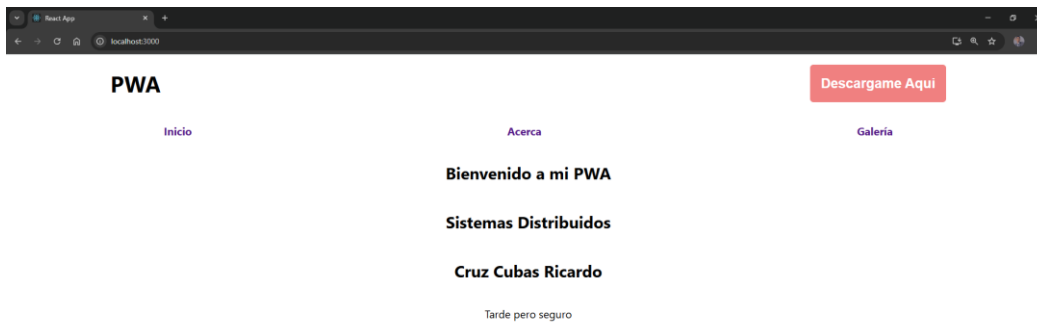 React App
localhost:3000
PWA
Descargame Aqui
Inicio Acerca Galería
Bienvenido a mi PWA
Sistemas Distribuidos
Cruz Cubas Ricardo
Tarde pero seguro